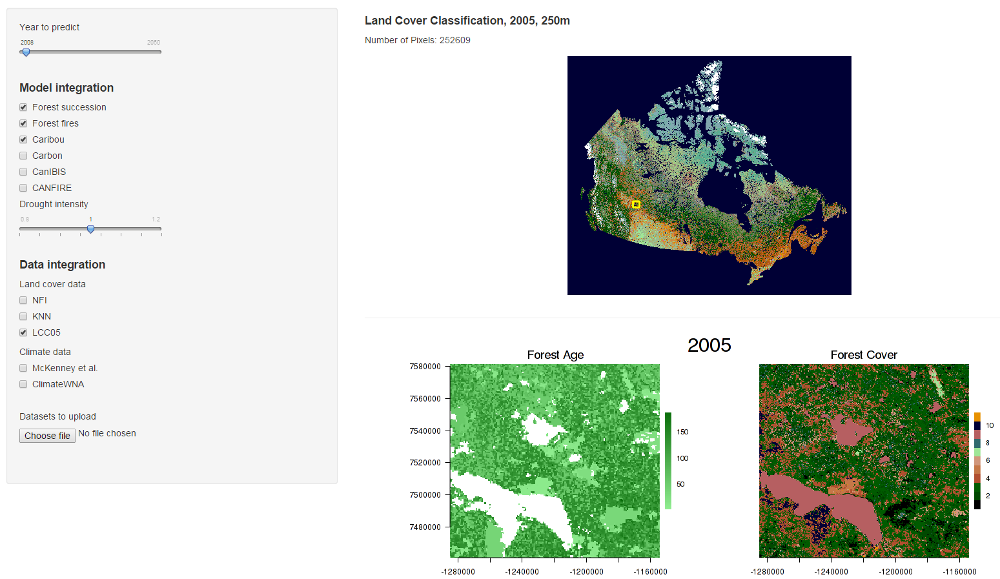 Year to predict
2008 2050
Model integration
Forest succession
Forest fires
Caribou
Carbon
CanIBIS
CANFIRE
Drought intensity
0.8 1 1.2
Data integration
Land cover data
NFI
KNN
LCC05
Climate data
McKenney et al.
ClimateWNA
Datasets to upload
Choose file No file chosen
Land Cover Classification, 2005, 250m
Number of Pixels: 252609
2005
Forest Age
7580000
7560000
7540000
7520000
7500000
7480000
-1280000 -1240000 -1200000 -1160000
150
100
50
Forest Cover
-1280000 -1240000 -1200000 -1160000
10
8
6
4
2